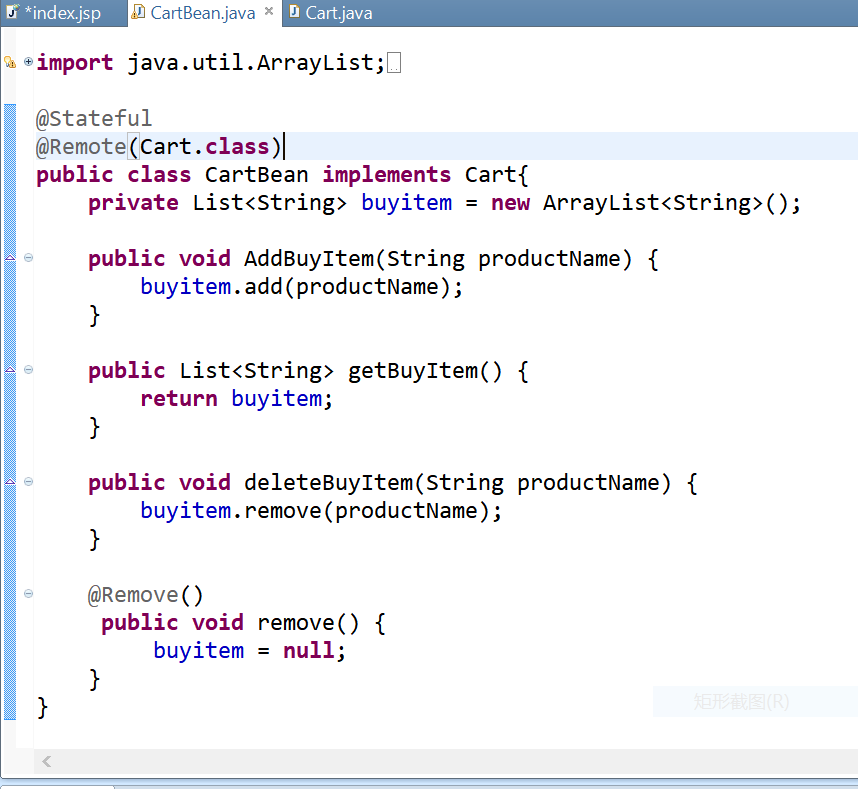 *index.jsp CartBean.java Cart.java
import java.util.ArrayList;
@Stateful
@Remote(Cart.class)
public class CartBean implements Cart{
    private List<String> buyitem = new ArrayList<String>();
    public void AddBuyItem(String productName) {
        buyitem.add(productName);
    }
    public List<String> getBuyItem() {
        return buyitem;
    }
    public void deleteBuyItem(String productName) {
        buyitem.remove(productName);
    }
    @Remove()
     public void remove() {
         buyitem = null;
    }
}
矩形截图(R)